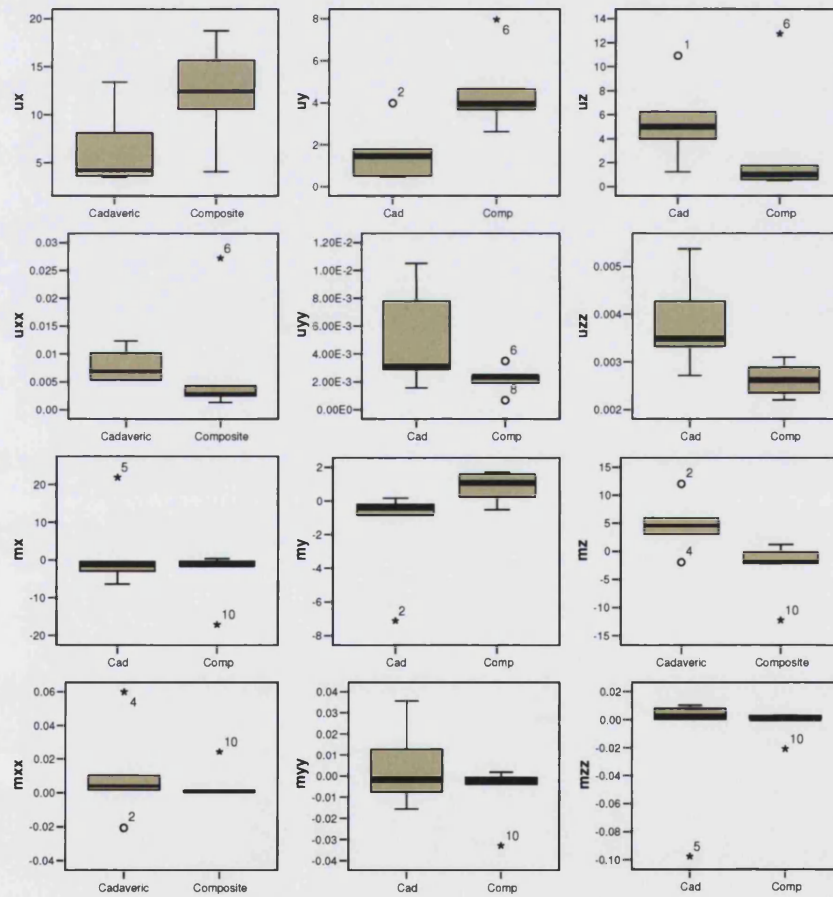 ux
20
15
10
5
Cadaveric
Composite
uy
8
6
4
2
0
2
6
Cad
Comp
uz
14
12
10
8
6
4
2
0
1
6
Cad
Comp
uxx
0.03
0.025
0.020
0.015
0.010
0.005
0.00
6
Cadaveric
Composite
uyy
1.20E-2
1.00E-2
8.00E-3
6.00E-3
4.00E-3
2.00E-3
0.00E0
6
8
Cad
Comp
uzz
0.005
0.004
0.003
0.002
Cad
Comp
mx
20
10
0
-10
-20
5
10
Cad
Comp
my
2
0
-2
-4
-6
-8
2
Cad
Comp
mz
15
10
5
0
-5
-10
-15
2
4
10
Cadaveric
Composite
mxx
0.06
0.04
0.02
0.00
-0.02
-0.04
4
2
10
Cadaveric
Composite
myy
0.04
0.03
0.02
0.01
0.00
-0.01
-0.02
-0.03
-0.04
10
Cad
Comp
mzz
0.02
0.00
-0.02
-0.04
-0.06
-0.08
-0.10
5
10
Cad
Comp